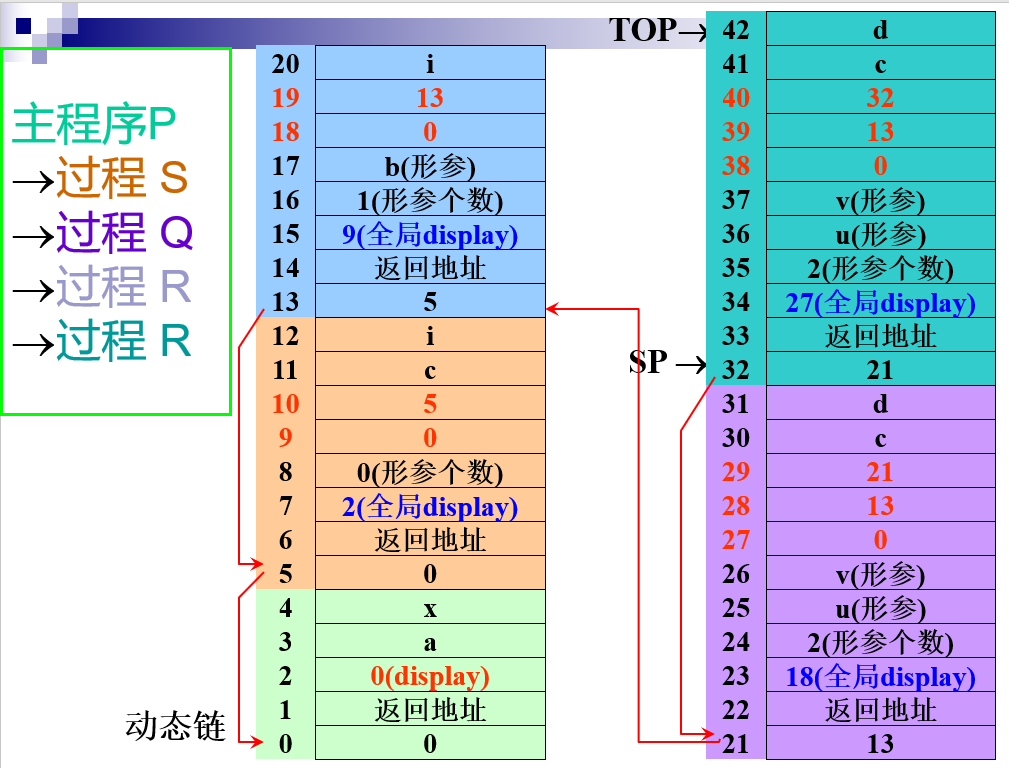 主程序P
→过程 S
→过程 Q
→过程 R
→过程 R
动态链
20 i
19 13
18 0
17 b(形参)
16 1(形参个数)
15 9(全局display)
14 返回地址
13 5
12 i
11 c
10 5
9 0
8 0(形参个数)
7 2(全局display)
6 返回地址
5 0
4 x
3 a
2 0(display)
1 返回地址
0 0
TOP→ 42 d
41 c
40 32
39 13
38 0
37 v(形参)
36 u(形参)
35 2(形参个数)
34 27(全局display)
33 返回地址
SP → 32 21
31 d
30 c
29 21
28 13
27 0
26 v(形参)
25 u(形参)
24 2(形参个数)
23 18(全局display)
22 返回地址
21 13